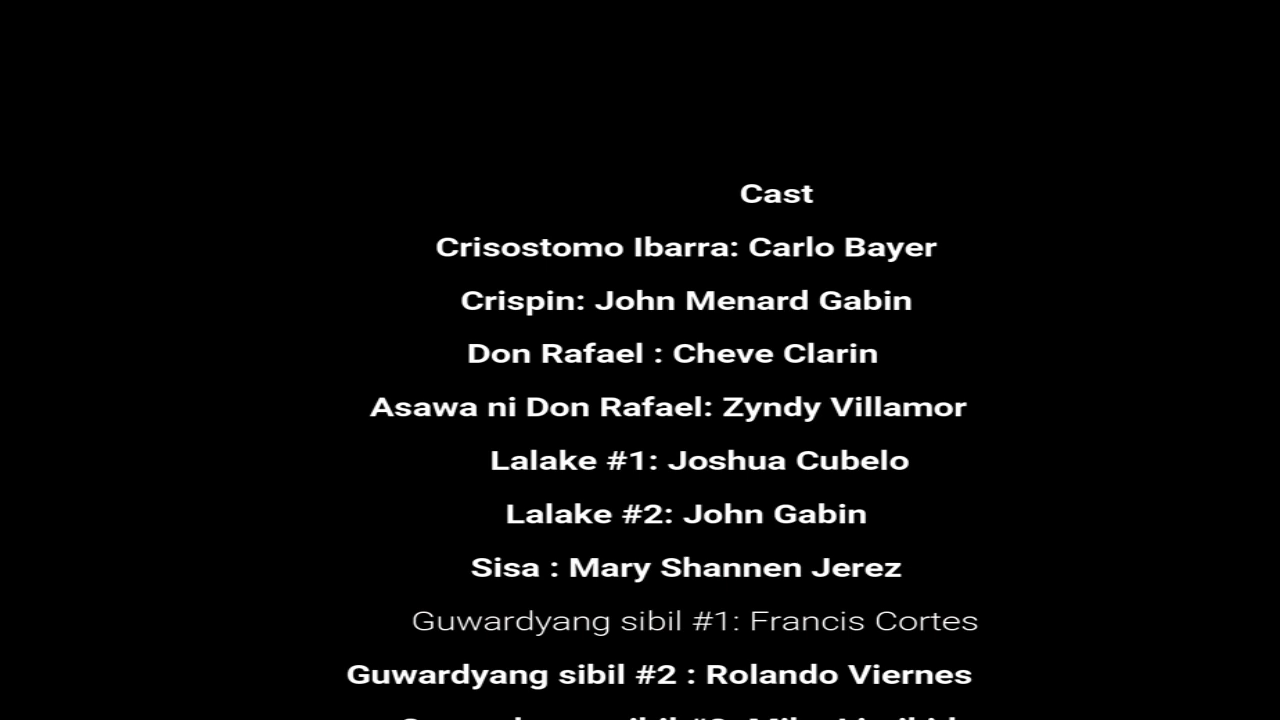 Cast
Crisostomo Ibarra: Carlo Bayer
Crispin: John Menard Gabin
Don Rafael : Cheve Clarin
Asawa ni Don Rafael: Zyndy Villamor
Lalake #1: Joshua Cubelo
Lalake #2: John Gabin
Sisa : Mary Shannen Jerez
Guwardyang sibil #1: Francis Cortes
Guwardyang sibil #2 : Rolando Viernes